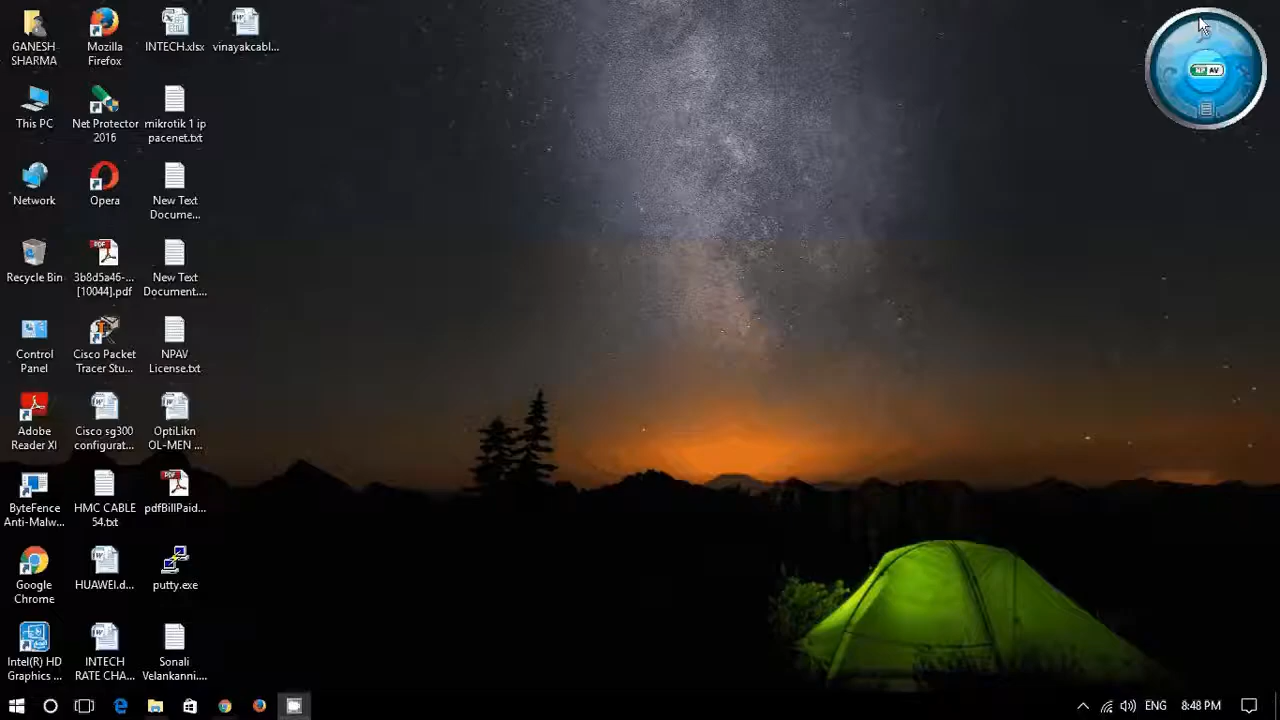 GANESH
SHARMA
Mozilla
Firefox
INTECH.xlsx
vinayakcabl...
This PC
Net Protector
2016
mikrotik 1 ip
pacenet.txt
Network
Opera
New Text
Docume...
Recycle Bin
3b8d5a46-...
[10044].pdf
New Text
Document....
Control
Panel
Cisco Packet
Tracer Stu...
NPAV
License.txt
Adobe
Reader XI
Cisco sg300
configurat...
OptiLikn
OL-MEN ...
ByteFence
Anti-Malw...
HMC CABLE
54.txt
pdfBillPaid...
Google
Chrome
HUAWEI.d...
putty.exe
Intel(R) HD
Graphics ...
INTECH
RATE CHA...
Sonali
Velankanni....
NP AV
ENG
8:48 PM